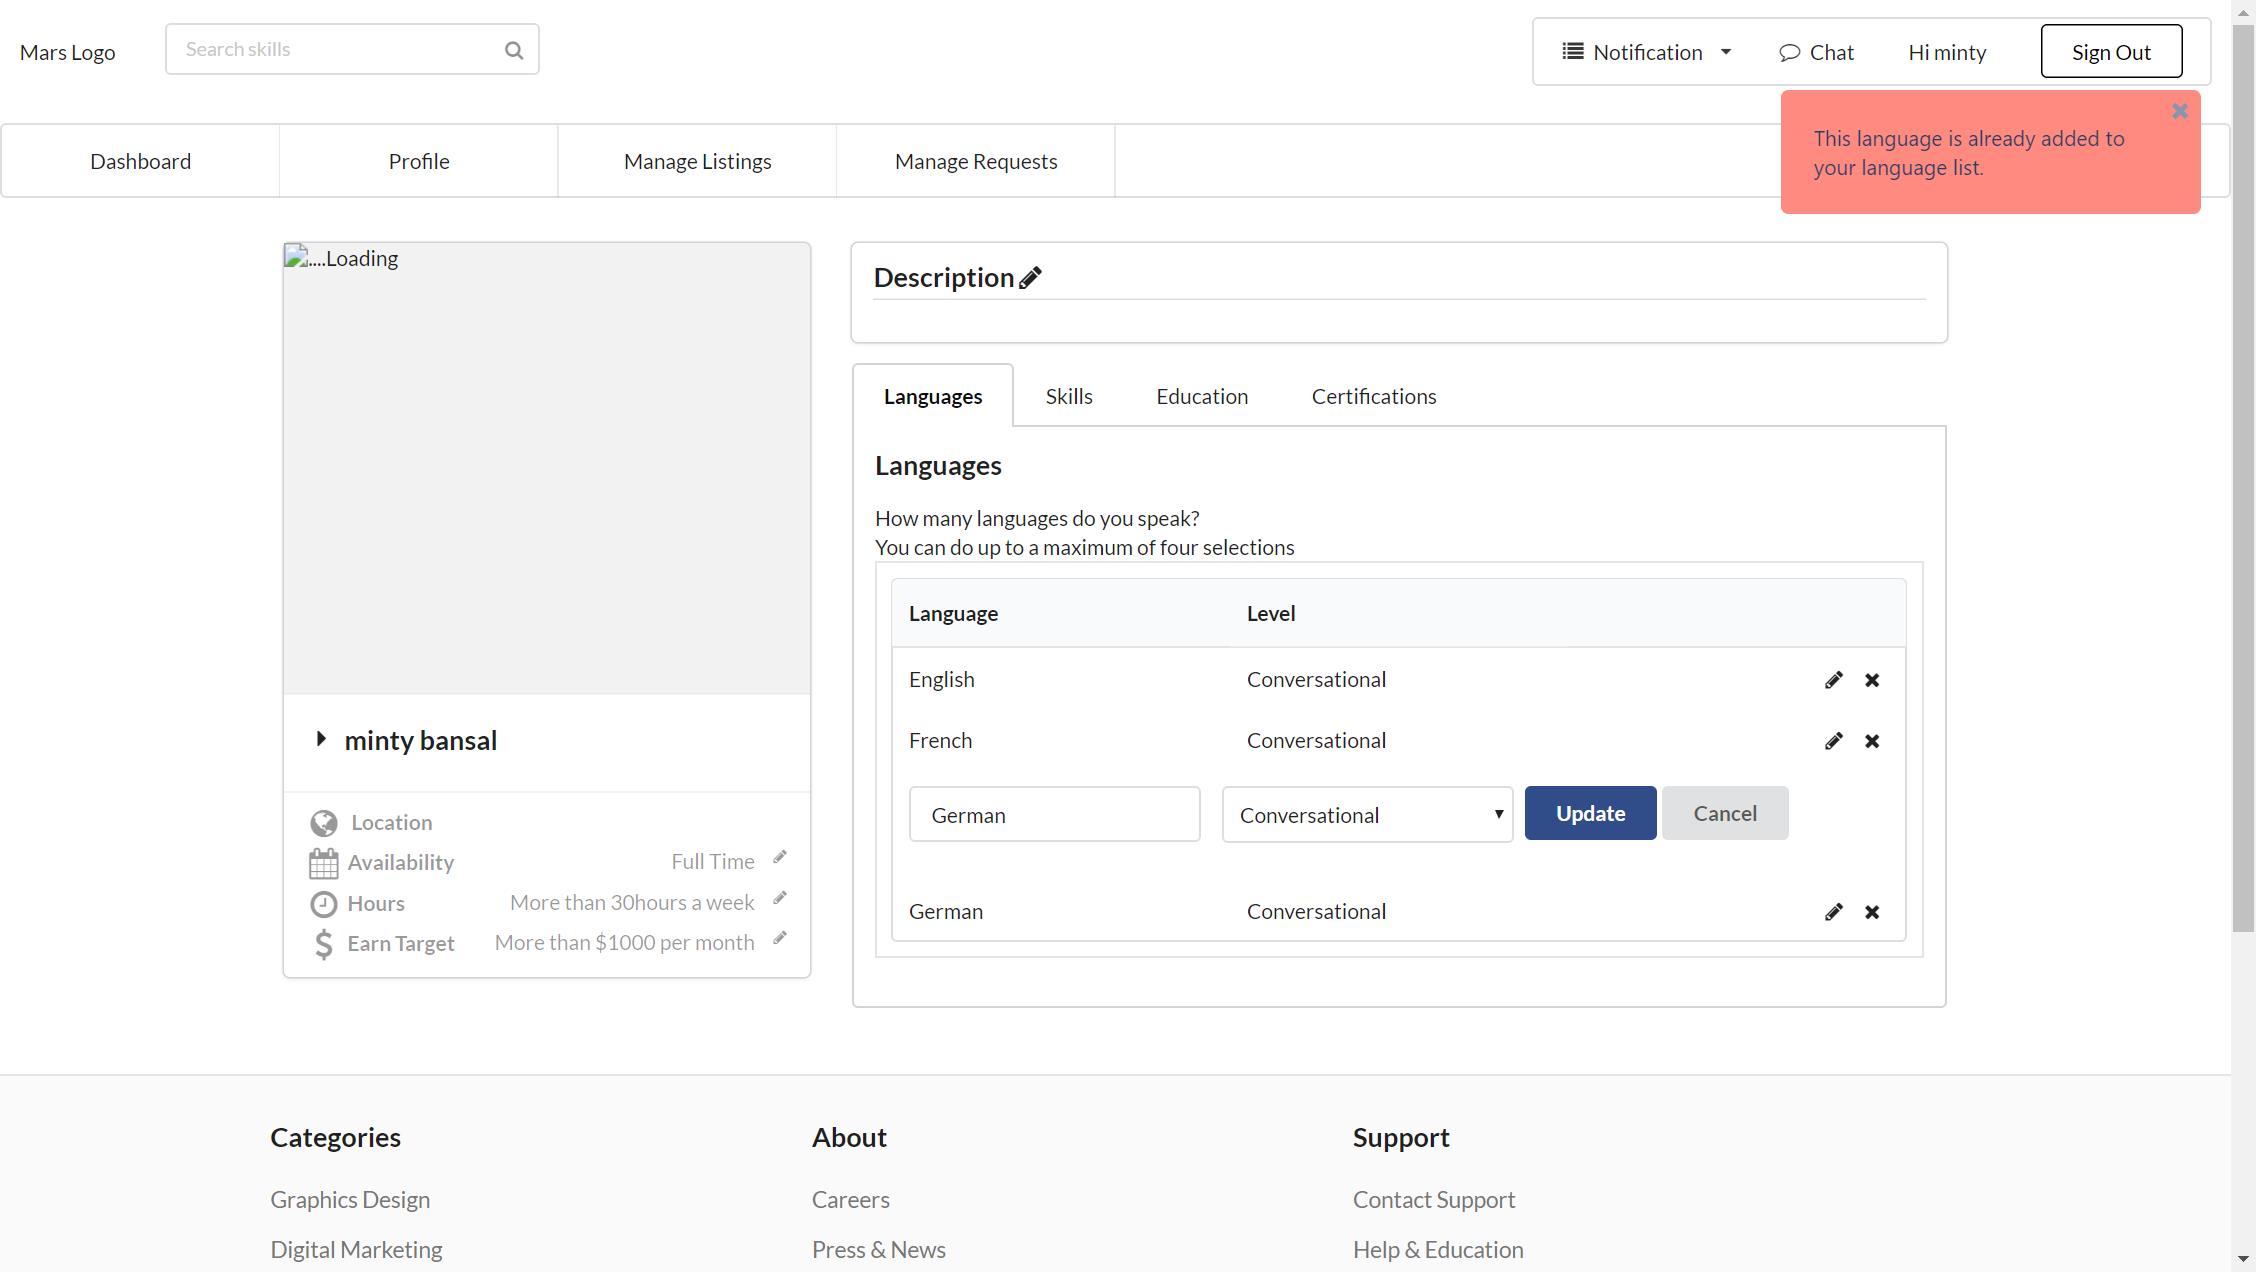 Mars Logo
Search skills
Notification
Chat
Hi minty
Sign Out
This language is already added to
your language list.
Dashboard
Profile
Manage Listings
Manage Requests
....Loading
minty bansal
Location
Availability
Full Time
Hours
More than 30hours a week
Earn Target
More than $1000 per month
Description
Languages
Skills
Education
Certifications
Languages
How many languages do you speak?
You can do up to a maximum of four selections
Language
Level
English
Conversational
French
Conversational
German
Conversational
Update
Cancel
German
Conversational
Categories
Graphics Design
Digital Marketing
About
Careers
Press & News
Support
Contact Support
Help & Education